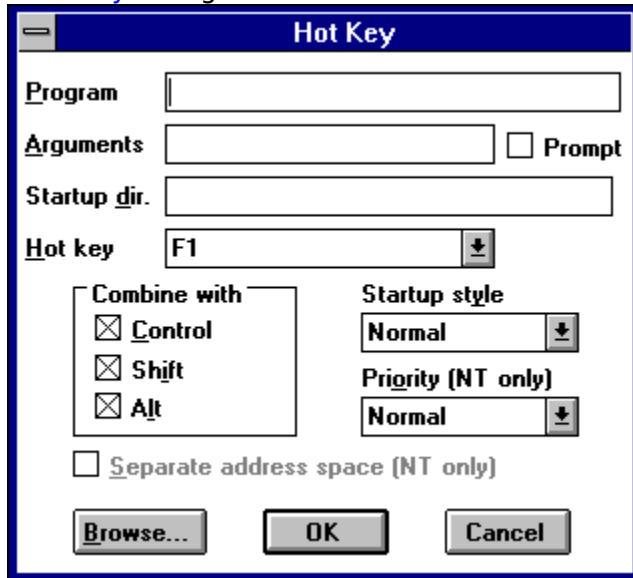 Hot Key
Program
Arguments Prompt
Startup dir.
Hot key F1
Combine with Startup style
Control Normal
Shift Priority (NT only)
Alt Normal
Separate address space (NT only)
Browse... OK Cancel